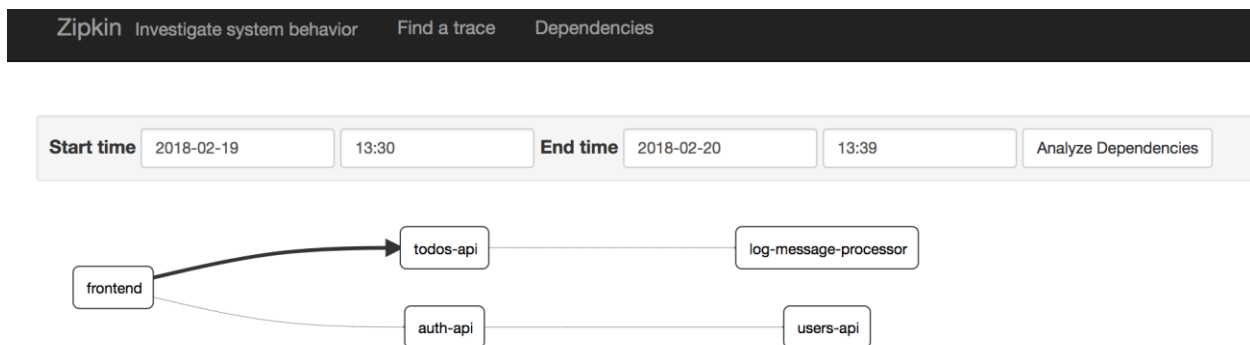 Zipkin Investigate system behavior Find a trace Dependencies
Start time 2018-02-19 13:30 End time 2018-02-20 13:39 Analyze Dependencies
todos-api log-message-processor
frontend
auth-api users-api